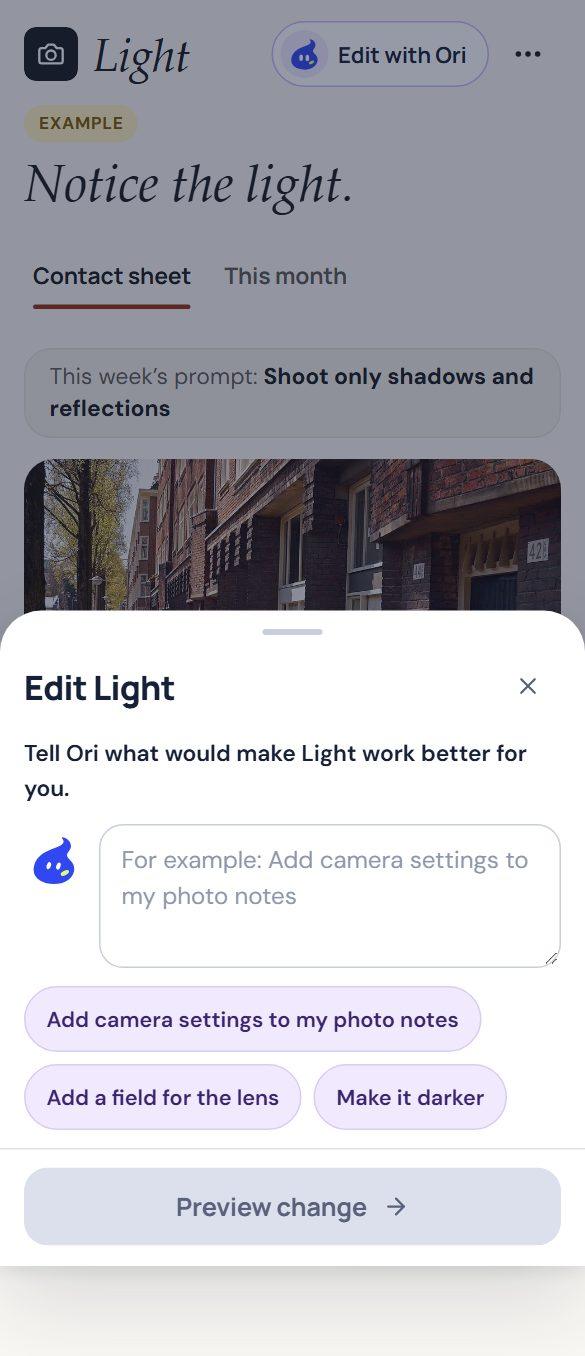 Light
Edit with Ori
EXAMPLE
Notice the light.
Contact sheet
This month
This week’s prompt: Shoot only shadows and
reflections
42
Edit Light
Tell Ori what would make Light work better for
you.
For example: Add camera settings to
my photo notes
Add camera settings to my photo notes
Add a field for the lens
Make it darker
Preview change →